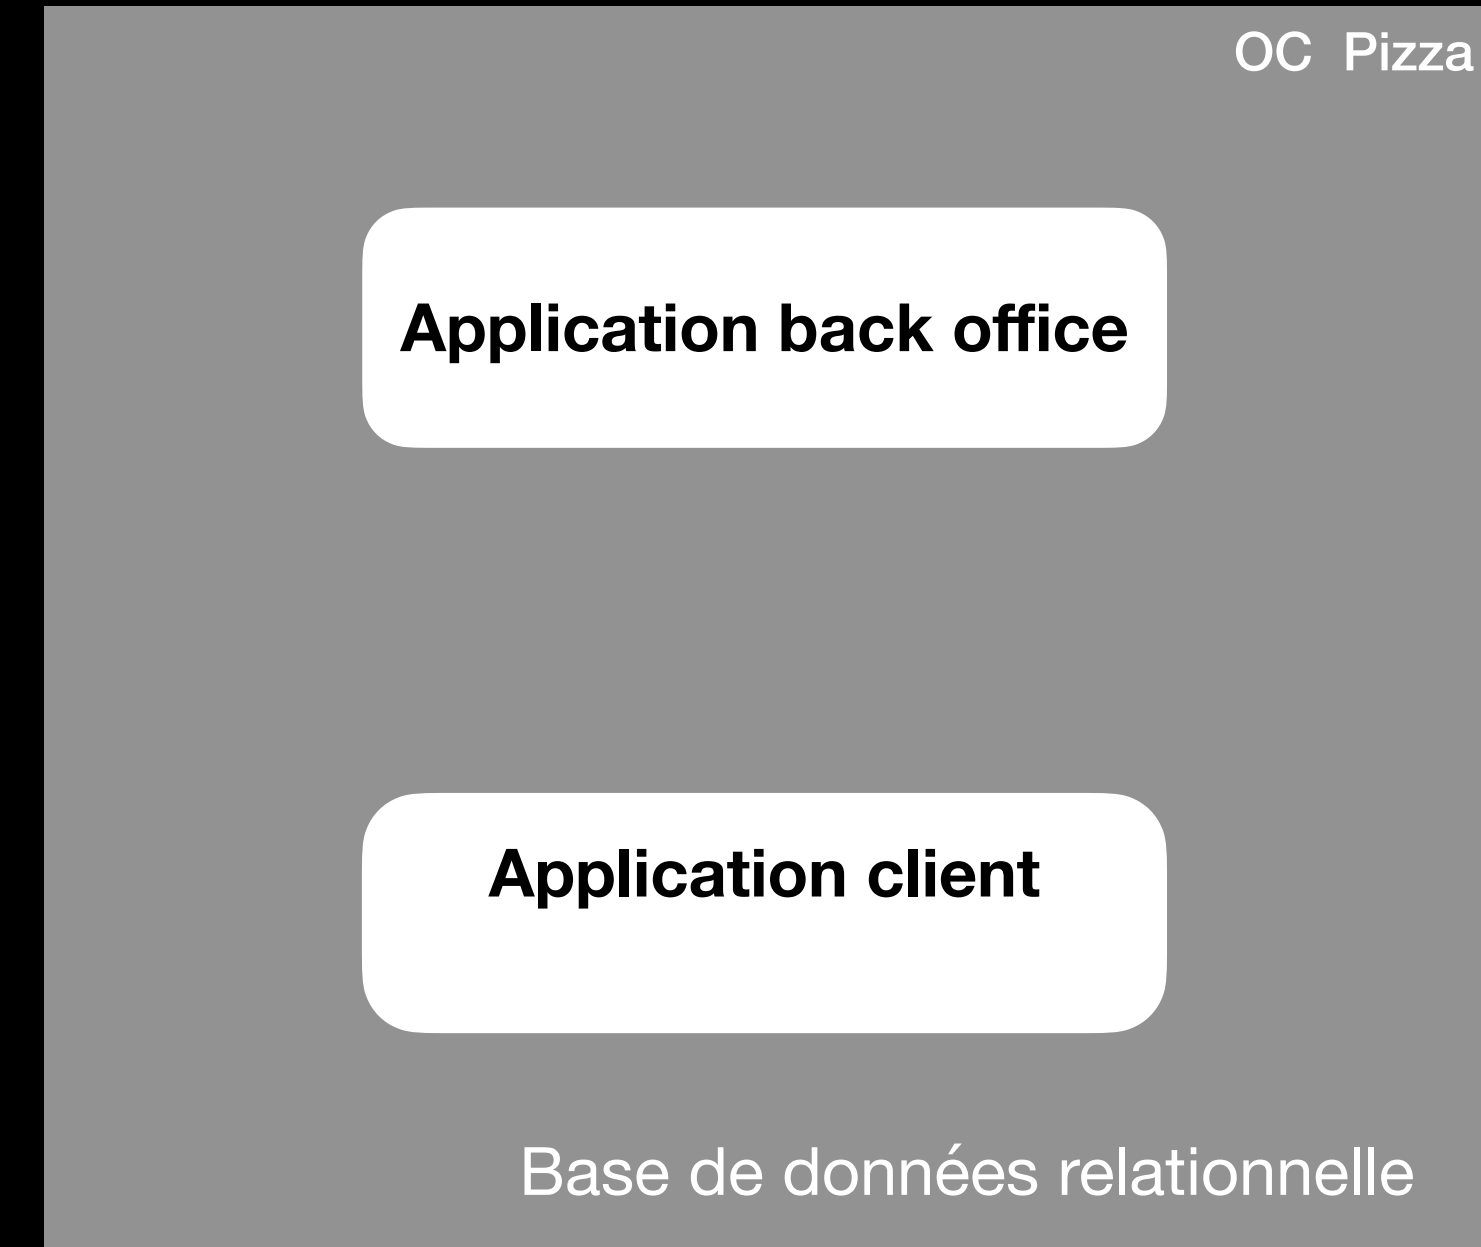 OC Pizza
Application back office
Application client
Base de données relationnelle